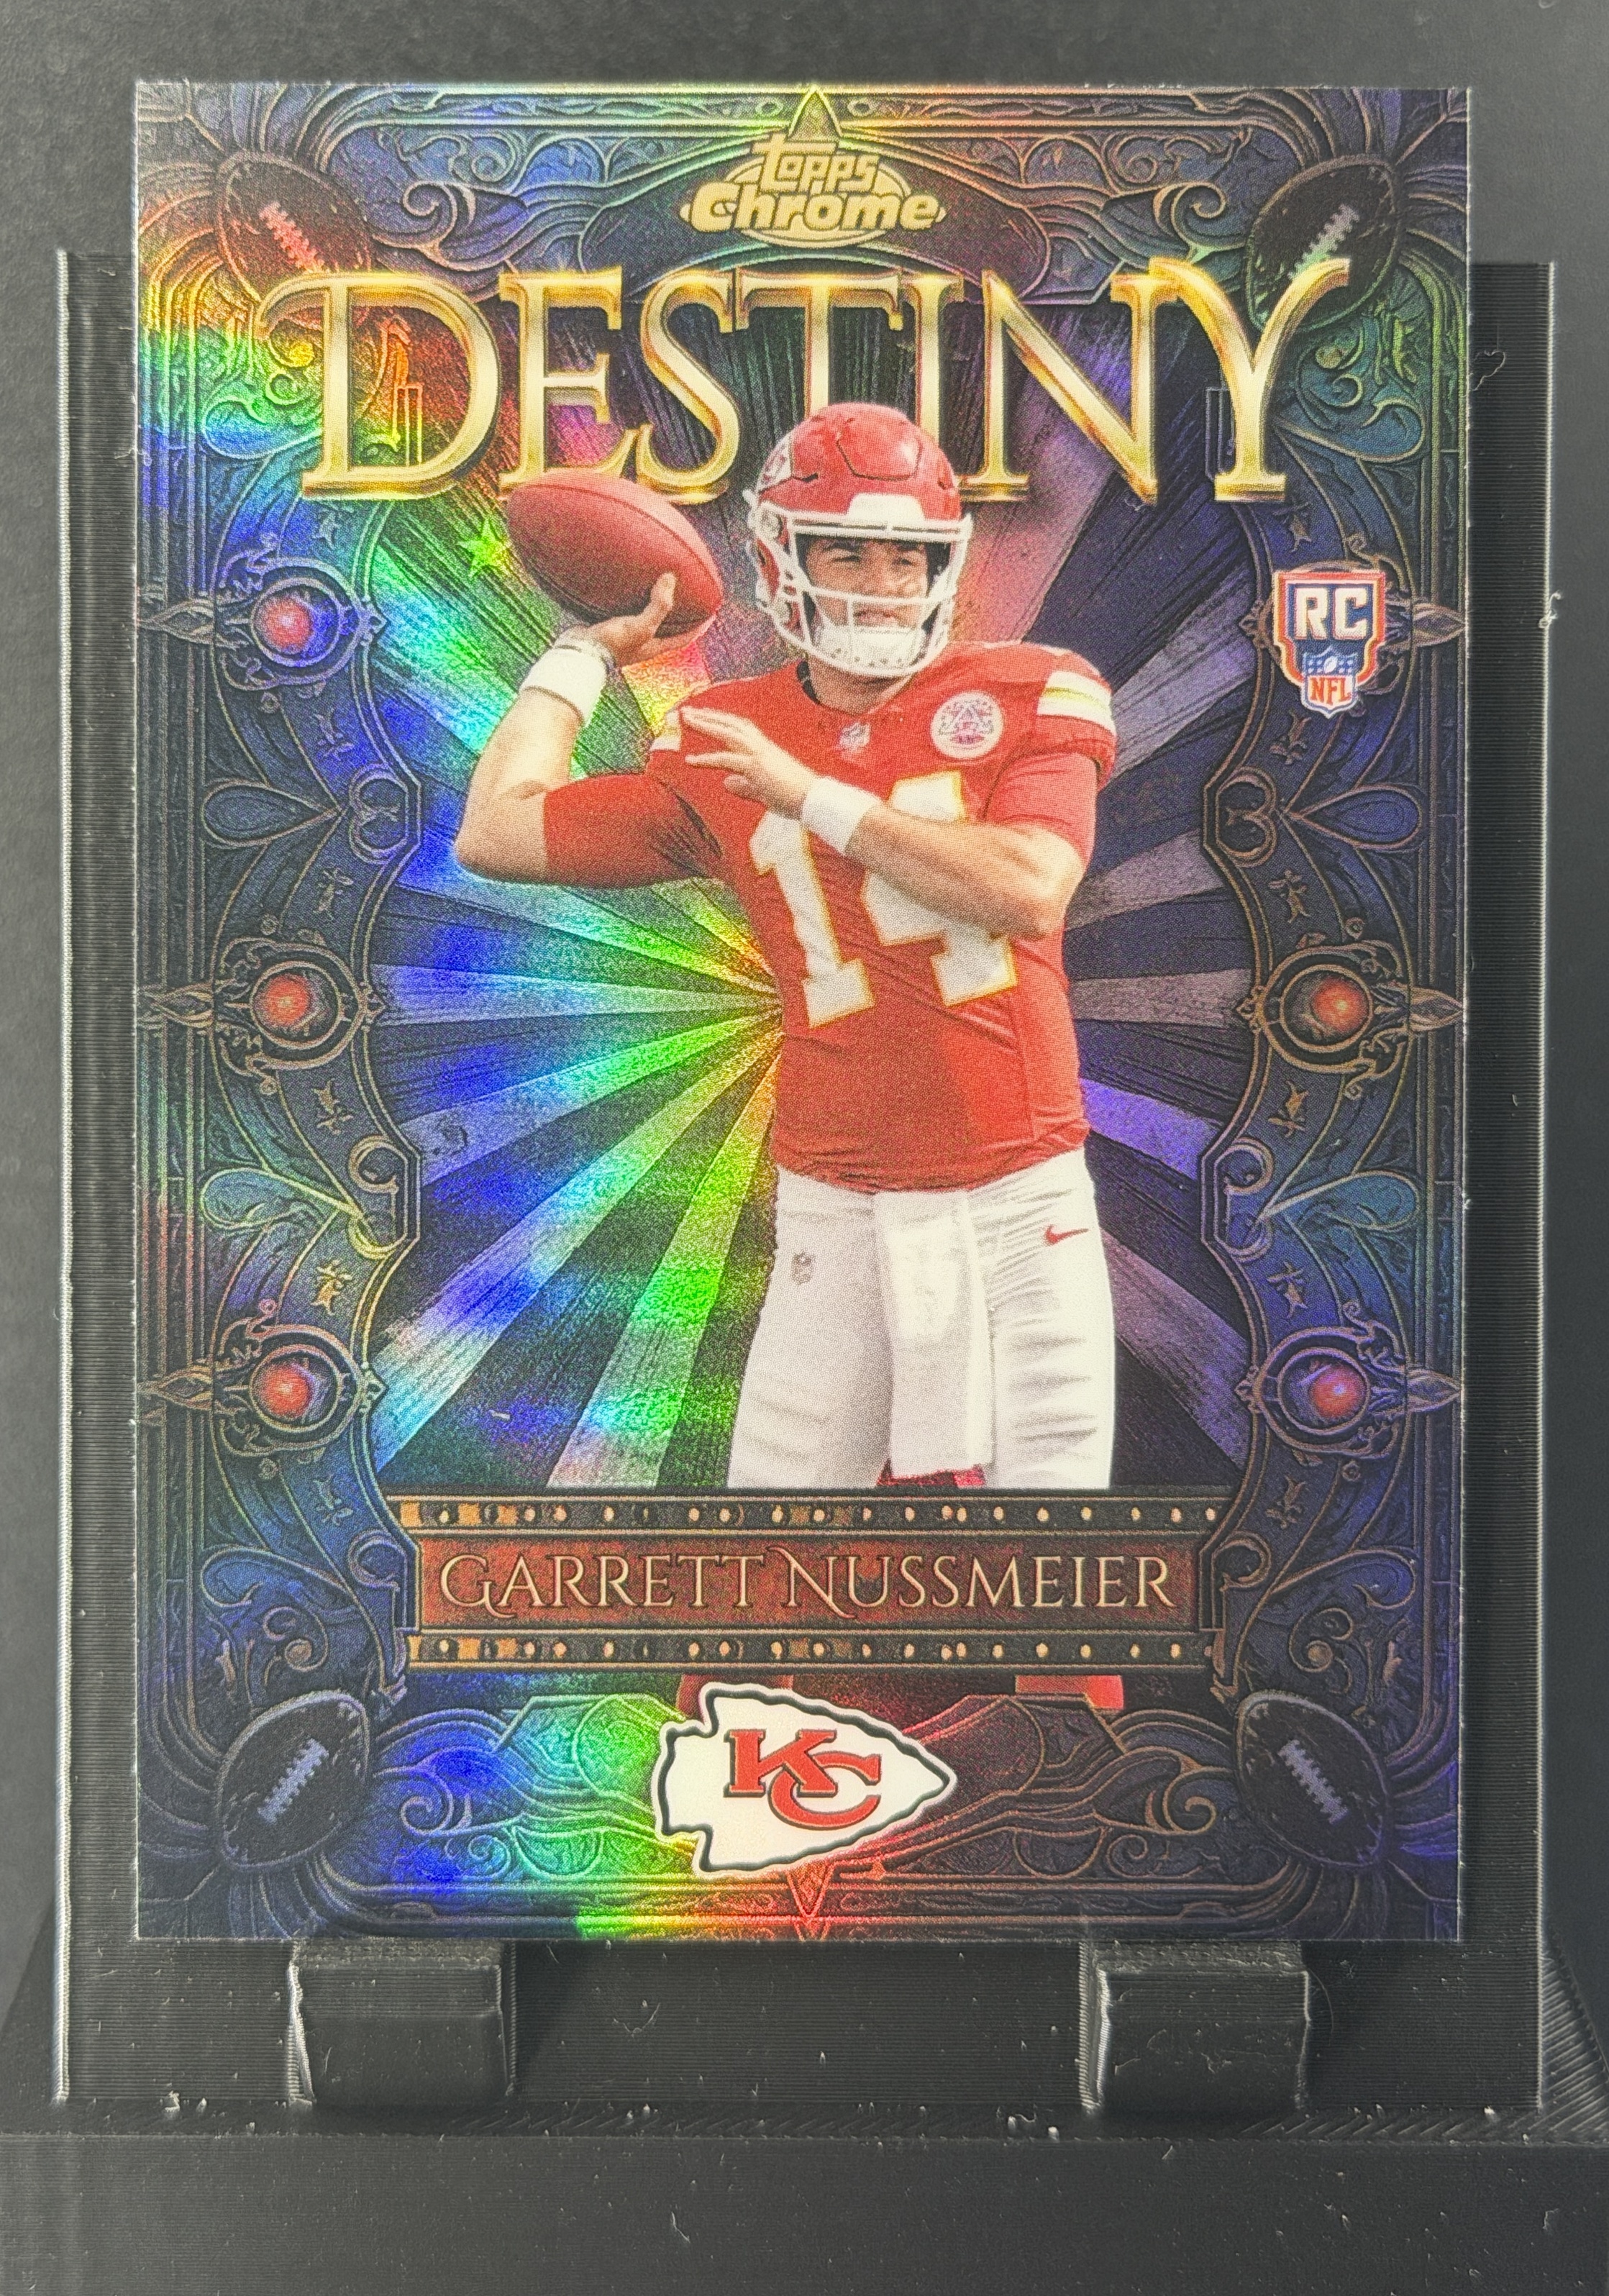 topps
Chrome
DESTINY
RC
NFL
14
GARRETT NUSSMEIER
KC